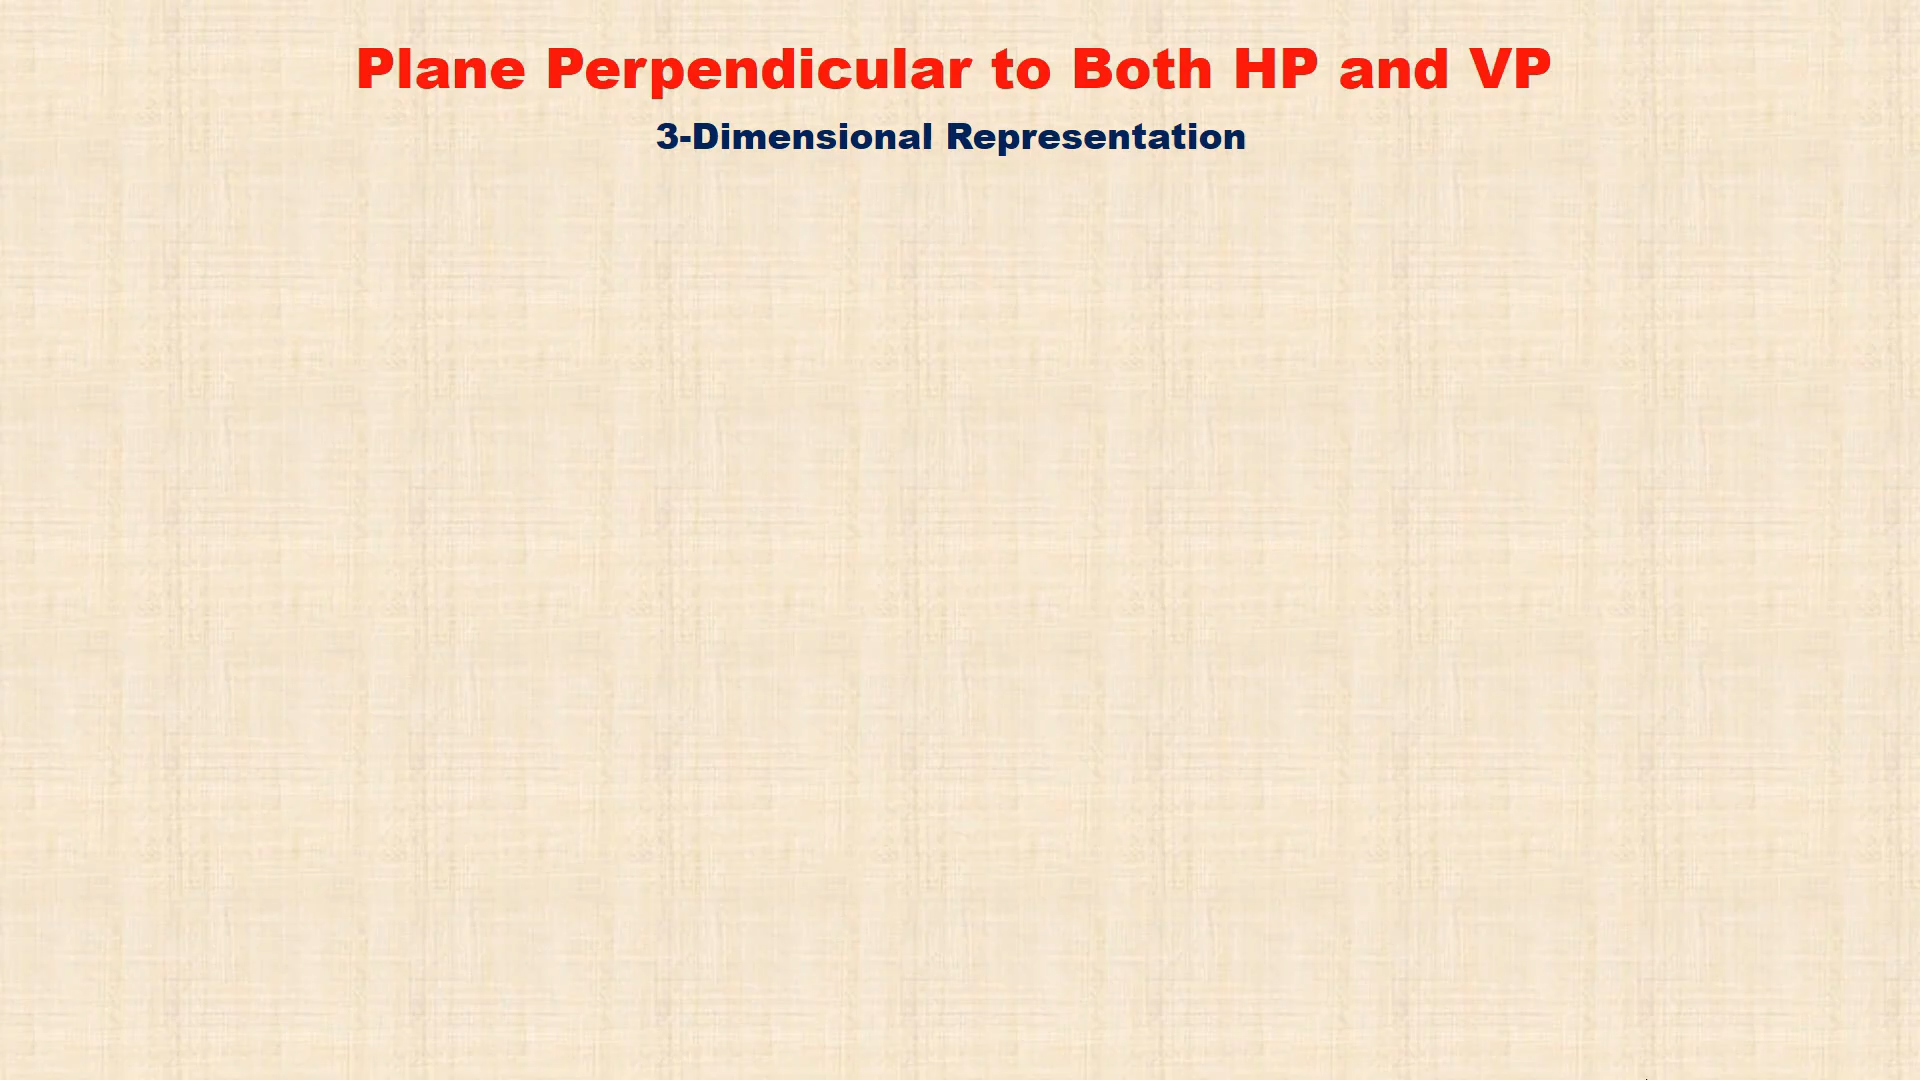 Plane Perpendicular to Both HP and VP
3-Dimensional Representation